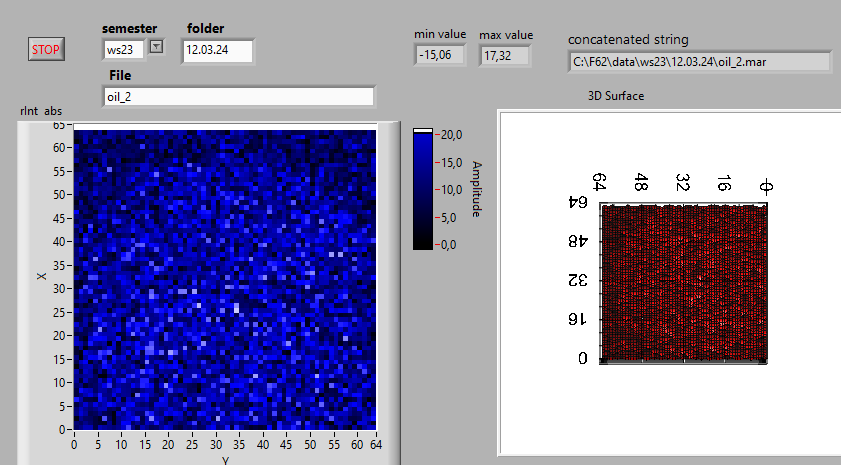 STOP
semester
ws23
folder
12.03.24
File
oil_2
min value
-15,06
max value
17,32
concatenated string
C:\F62\data\ws23\12.03.24\oil_2.mar
rInt abs
65
60
55
50
45
40
35
30
25
20
15
10
5
0
X
0 5 10 15 20 25 30 35 40 45 50 55 60 64
Y
20,0
15,0
10,0
5,0
0,0
Amplitude
3D Surface
64 48 32 16 0
64
48
32
16
0